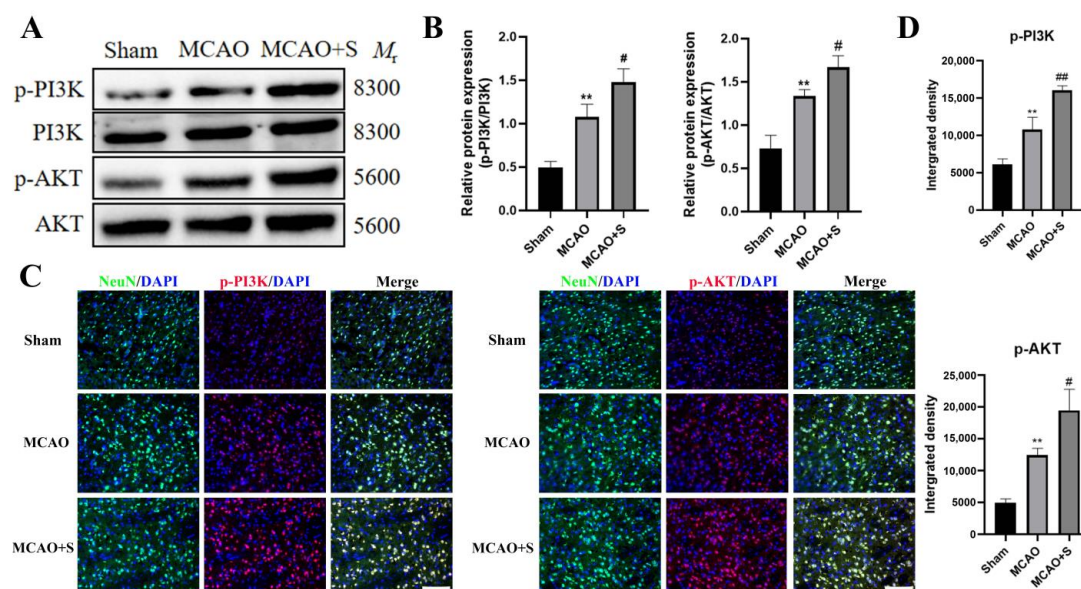 A
Sham MCAO MCAO+S Mr
p-PI3K 8300
PI3K 8300
p-AKT 5600
AKT 5600
B
Relative protein expression
(p-PI3K/PI3K)
2.0
1.5
1.0
0.5
0.0
**
#
Sham
MCAO
MCAO+S
Relative protein expression
(p-AKT/AKT)
2.0
1.5
1.0
0.5
0.0
**
#
Sham
MCAO
MCAO+S
D
p-PI3K
Intergrated density
20,000
15,000
10,000
5000
0
**
##
Sham
MCAO
MCAO+S
C
NeuN/DAPI p-PI3K/DAPI Merge
Sham
MCAO
MCAO+S
NeuN/DAPI p-AKT/DAPI Merge
Sham
MCAO
MCAO+S
p-AKT
Intergrated density
25,000
20,000
15,000
10,000
5000
0
**
#
Sham
MCAO
MCAO+S